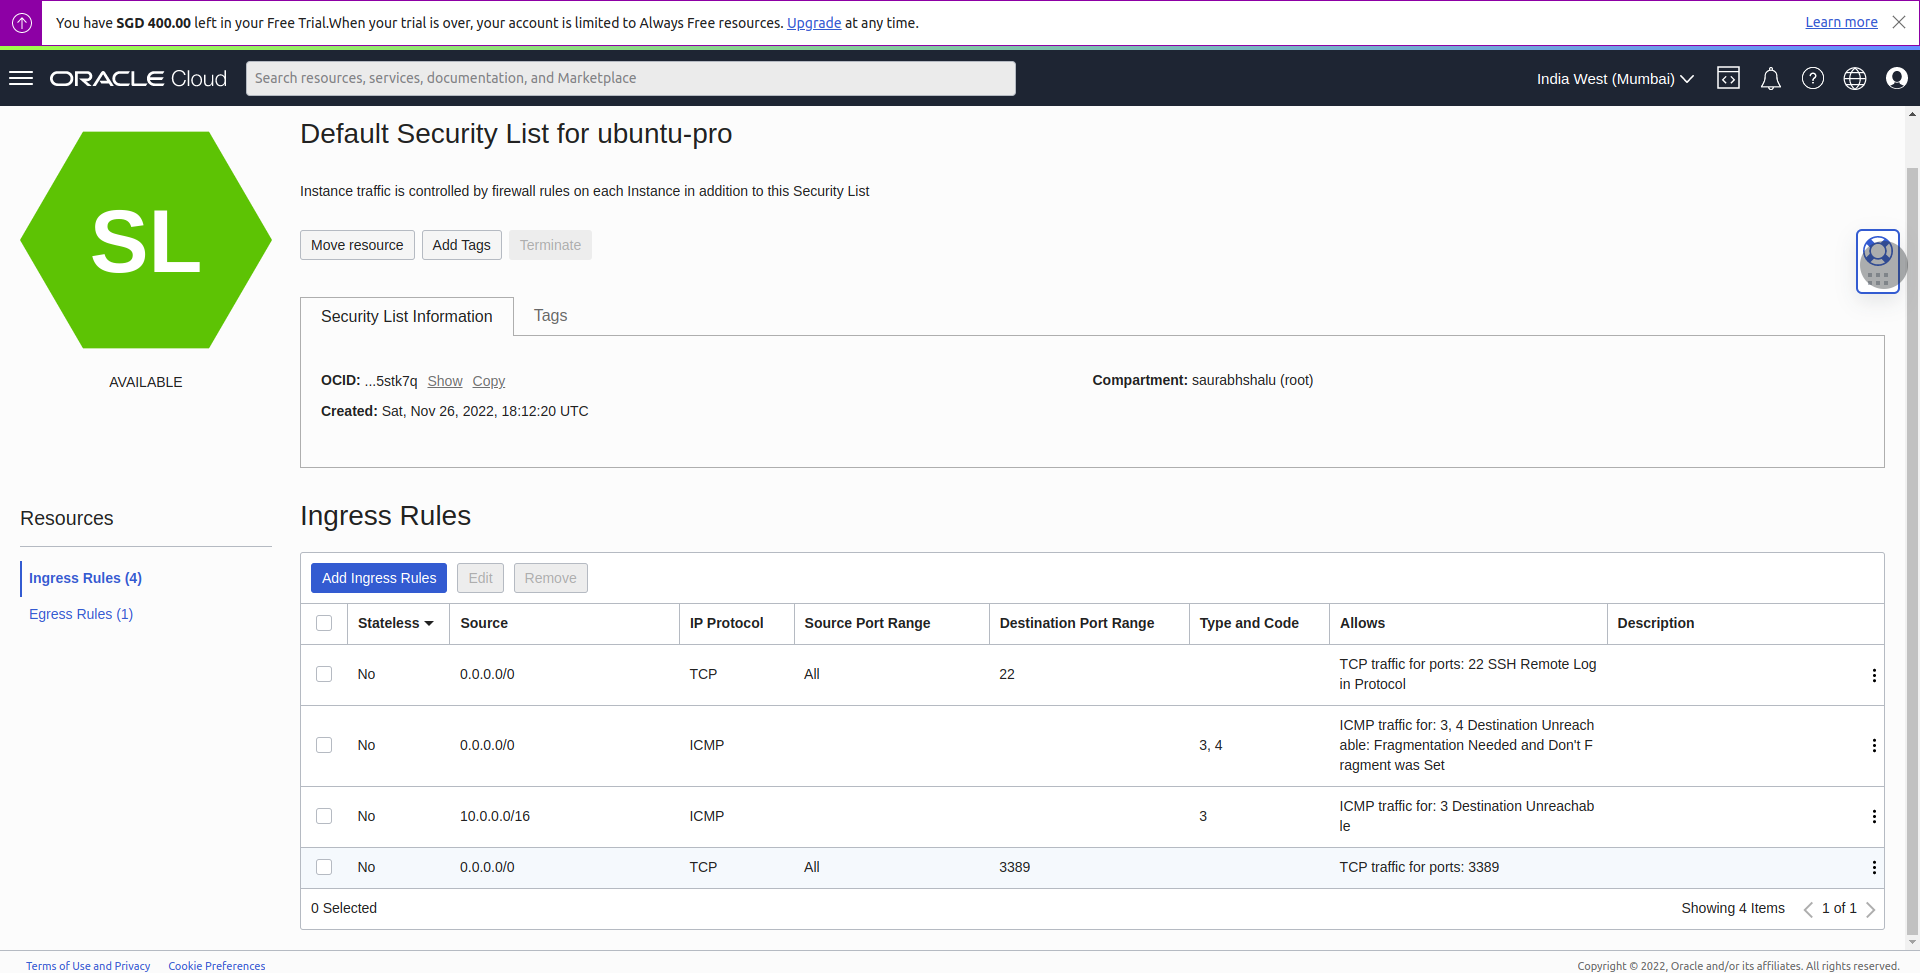 You have SGD 400.00 left in your Free Trial.When your trial is over, your account is limited to Always Free resources. Upgrade at any time.
Learn more
ORACLE Cloud
Search resources, services, documentation, and Marketplace
India West (Mumbai)
SL
AVAILABLE
Default Security List for ubuntu-pro
Instance traffic is controlled by firewall rules on each Instance in addition to this Security List
Move resource Add Tags Terminate
Security List Information Tags
OCID: ...5stk7q Show Copy
Compartment: saurabhshalu (root)
Created: Sat, Nov 26, 2022, 18:12:20 UTC
Resources
Ingress Rules (4)
Egress Rules (1)
Ingress Rules
Add Ingress Rules Edit Remove
Stateless Source IP Protocol Source Port Range Destination Port Range Type and Code Allows Description
No 0.0.0.0/0 TCP All 22 TCP traffic for ports: 22 SSH Remote Log
in Protocol
No 0.0.0.0/0 ICMP 3, 4 ICMP traffic for: 3, 4 Destination Unreach
able: Fragmentation Needed and Don't F
ragment was Set
No 10.0.0.0/16 ICMP 3 ICMP traffic for: 3 Destination Unreachab
le
No 0.0.0.0/0 TCP All 3389 TCP traffic for ports: 3389
0 Selected
Showing 4 Items 1 of 1
Terms of Use and Privacy Cookie Preferences
Copyright © 2022, Oracle and/or its affiliates. All rights reserved.